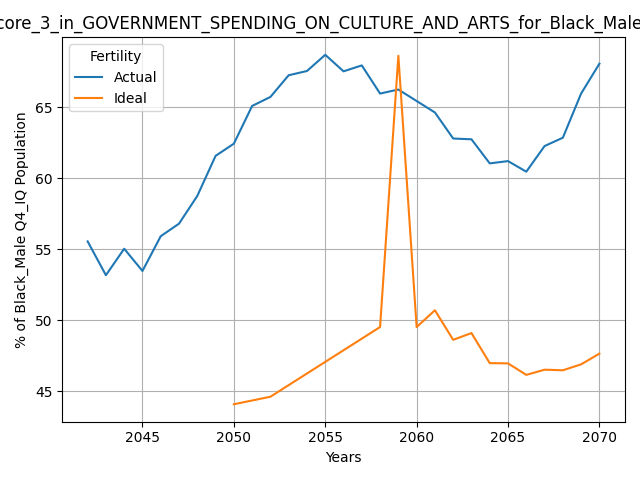 core_3_in_GOVERNMENT_SPENDING_ON_CULTURE_AND_ARTS_for_Black_Male
Fertility
Actual
Ideal
% of Black_Male Q4_IQ Population
65
60
55
50
45
2045 2050 2055 2060 2065 2070
Years